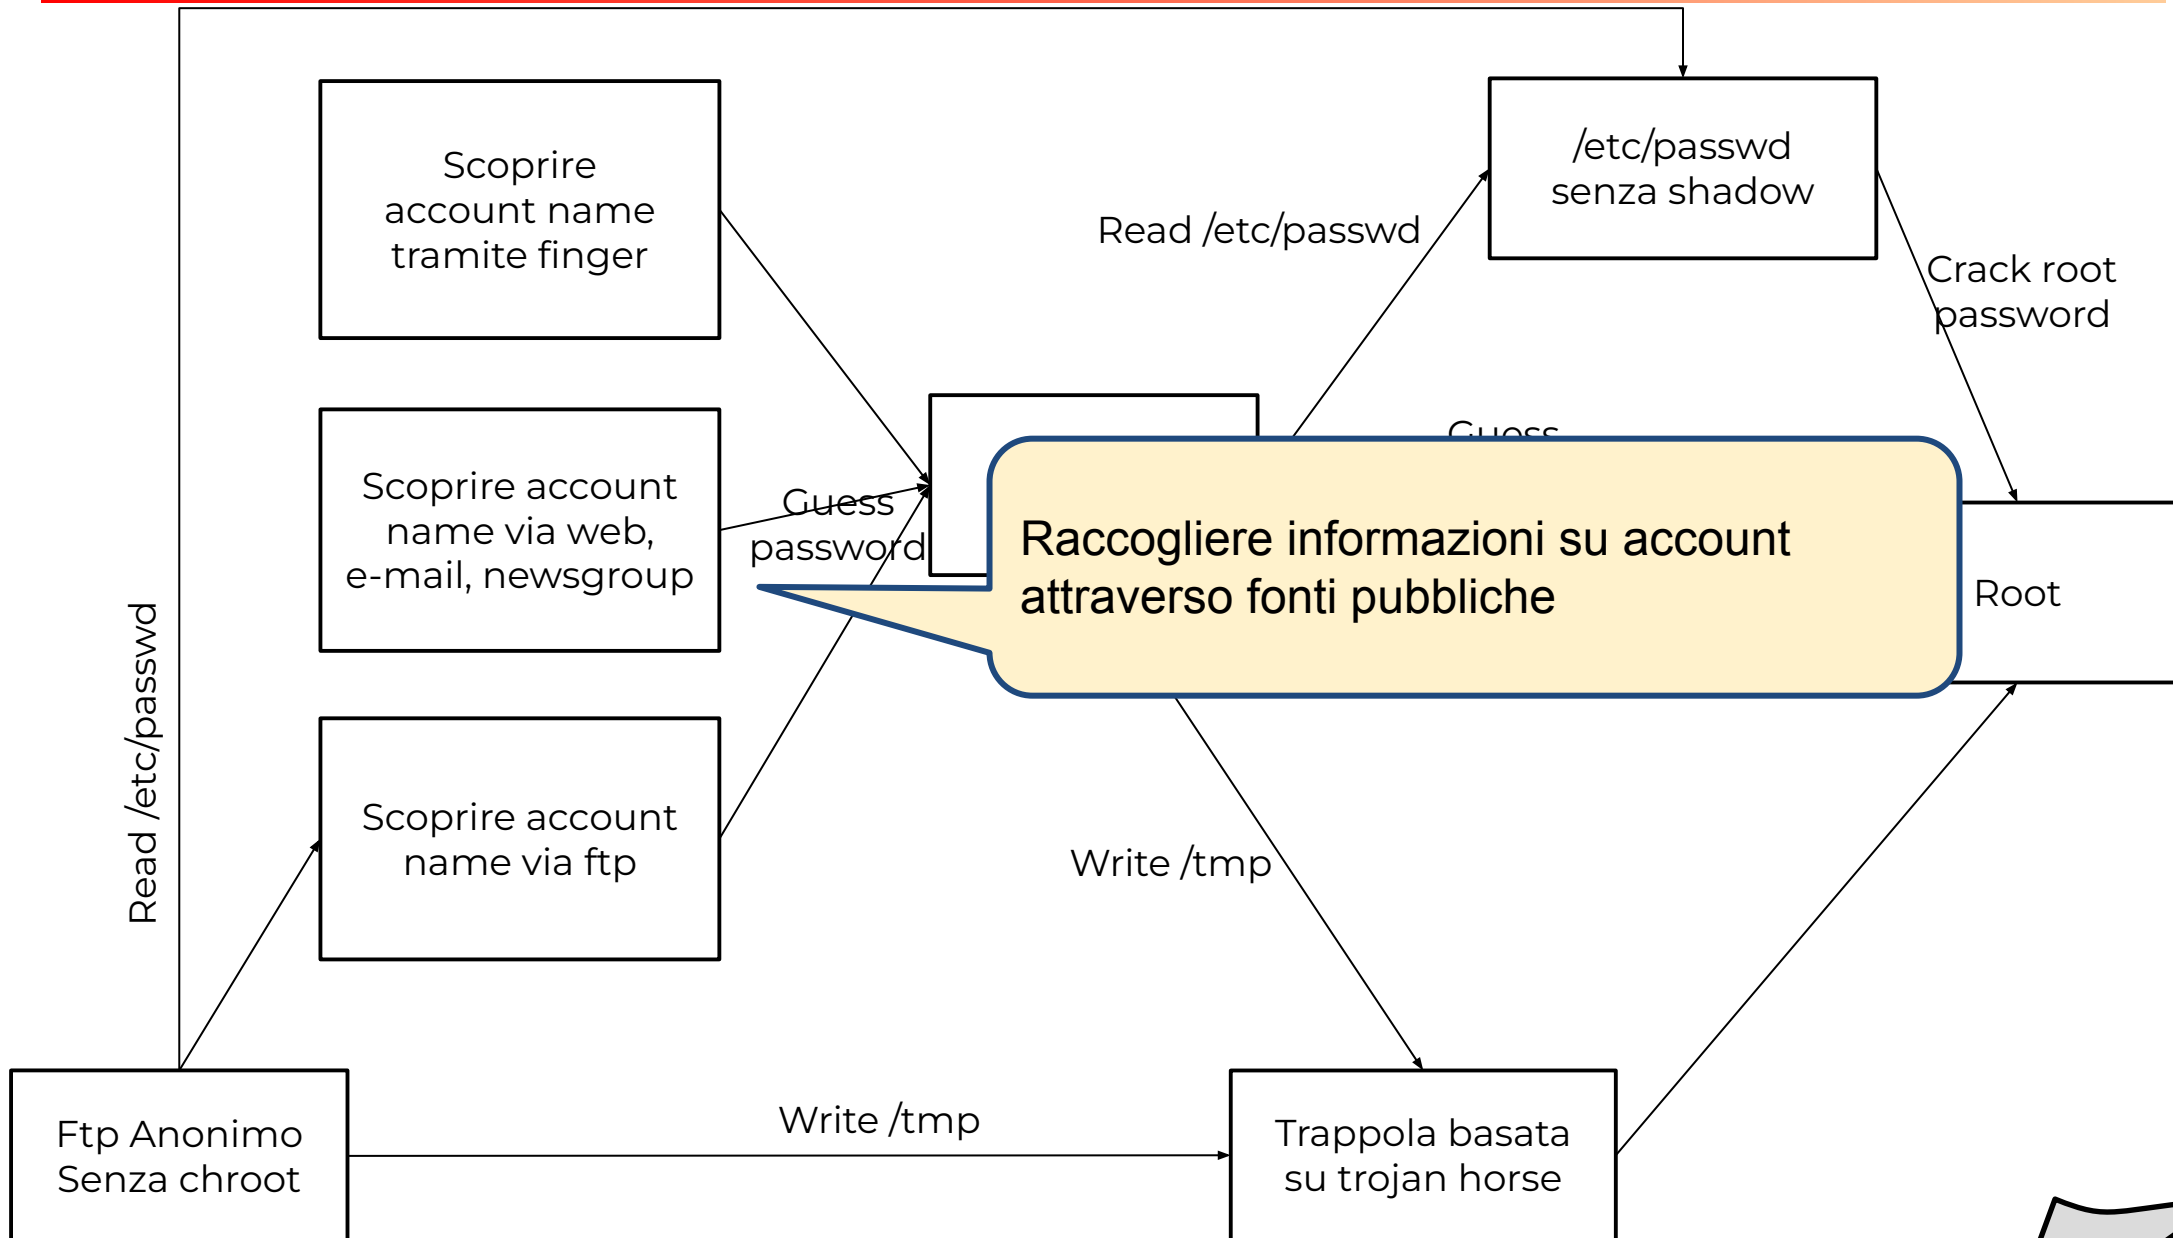 Scoprire
account name
tramite finger
/etc/passwd
senza shadow
Read /etc/passwd
Crack root
password
Guess
Scoprire account
name via web,
e-mail, newsgroup
Guess
password
Raccogliere informazioni su account
attraverso fonti pubbliche
Root
Read /etc/passwd
Scoprire account
name via ftp
Write /tmp
Ftp Anonimo
Senza chroot
Write /tmp
Trappola basata
su trojan horse